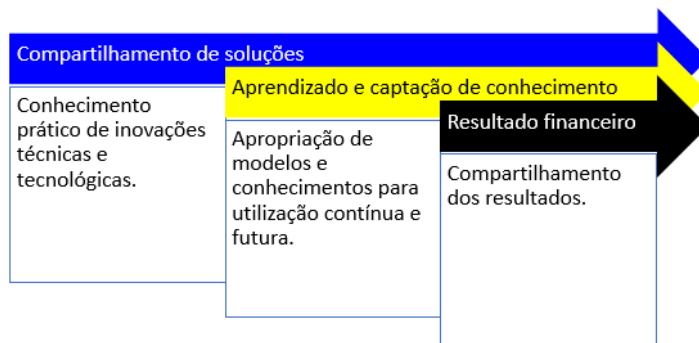 Compartilhamento de soluções
Conhecimento
prático de inovações
técnicas e
tecnológicas.
Aprendizado e captação de conhecimento
Apropriação de
modelos e
conhecimentos para
utilização contínua e
futura.
Resultado financeiro
Compartilhamento
dos resultados.